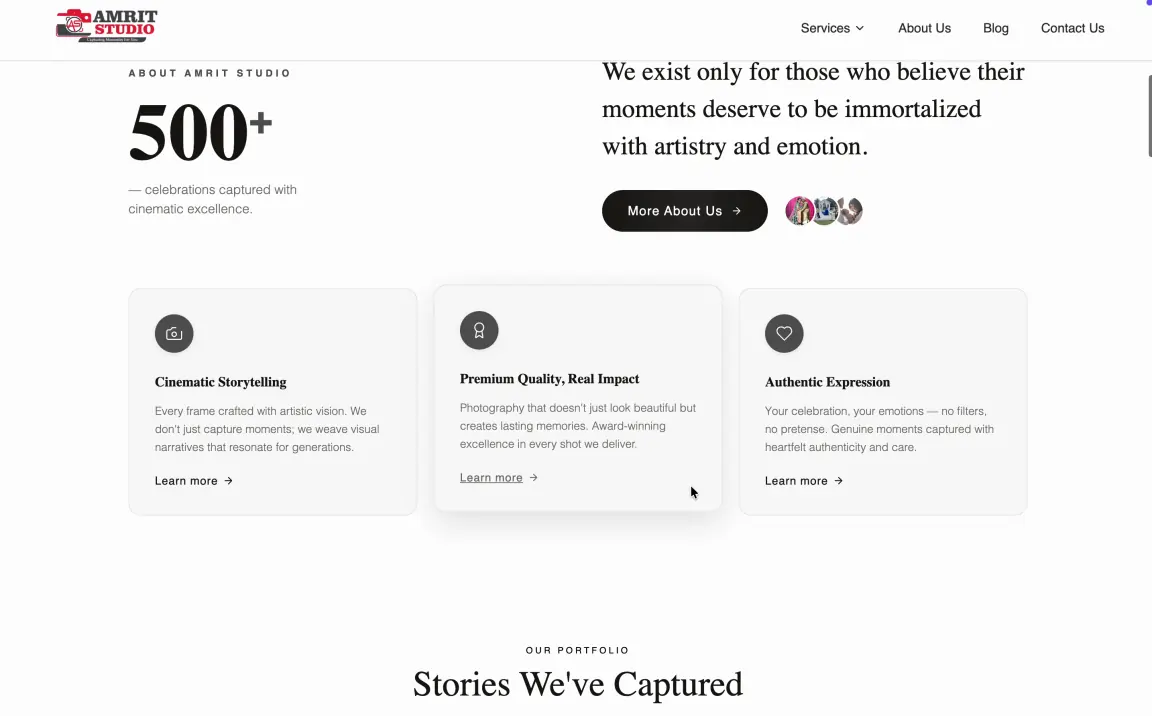 AMRIT
STUDIO
Services
About Us
Blog
Contact Us
ABOUT AMRIT STUDIO
500+
— celebrations captured with
cinematic excellence.
We exist only for those who believe their
moments deserve to be immortalized
with artistry and emotion.
More About Us →
Cinematic Storytelling
Every frame crafted with artistic vision. We
don't just capture moments; we weave visual
narratives that resonate for generations.
Learn more →
Premium Quality, Real Impact
Photography that doesn't just look beautiful but
creates lasting memories. Award-winning
excellence in every shot we deliver.
Learn more →
Authentic Expression
Your celebration, your emotions — no filters,
no pretense. Genuine moments captured with
heartfelt authenticity and care.
Learn more →
OUR PORTFOLIO
Stories We've Captured